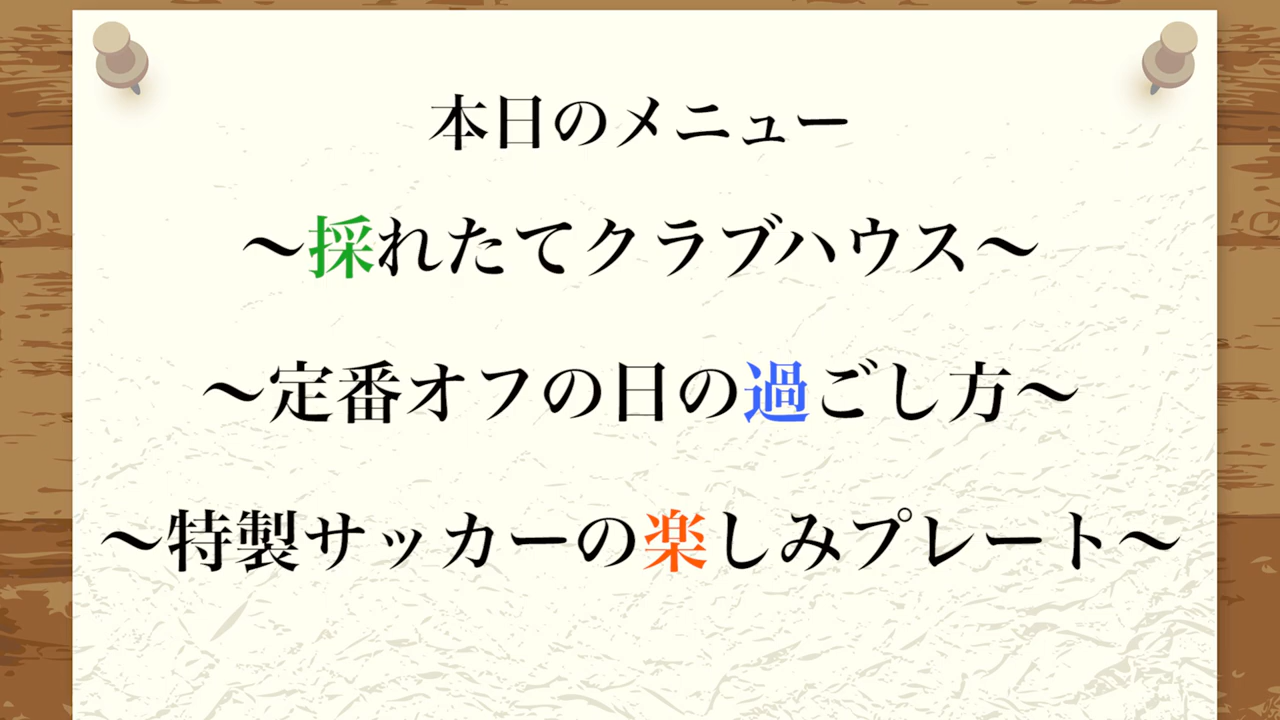 本日のメニュー
〜採れたてクラブハウス〜
〜定番オフの日の過ごし方〜
〜特製サッカーの楽しみプレート〜